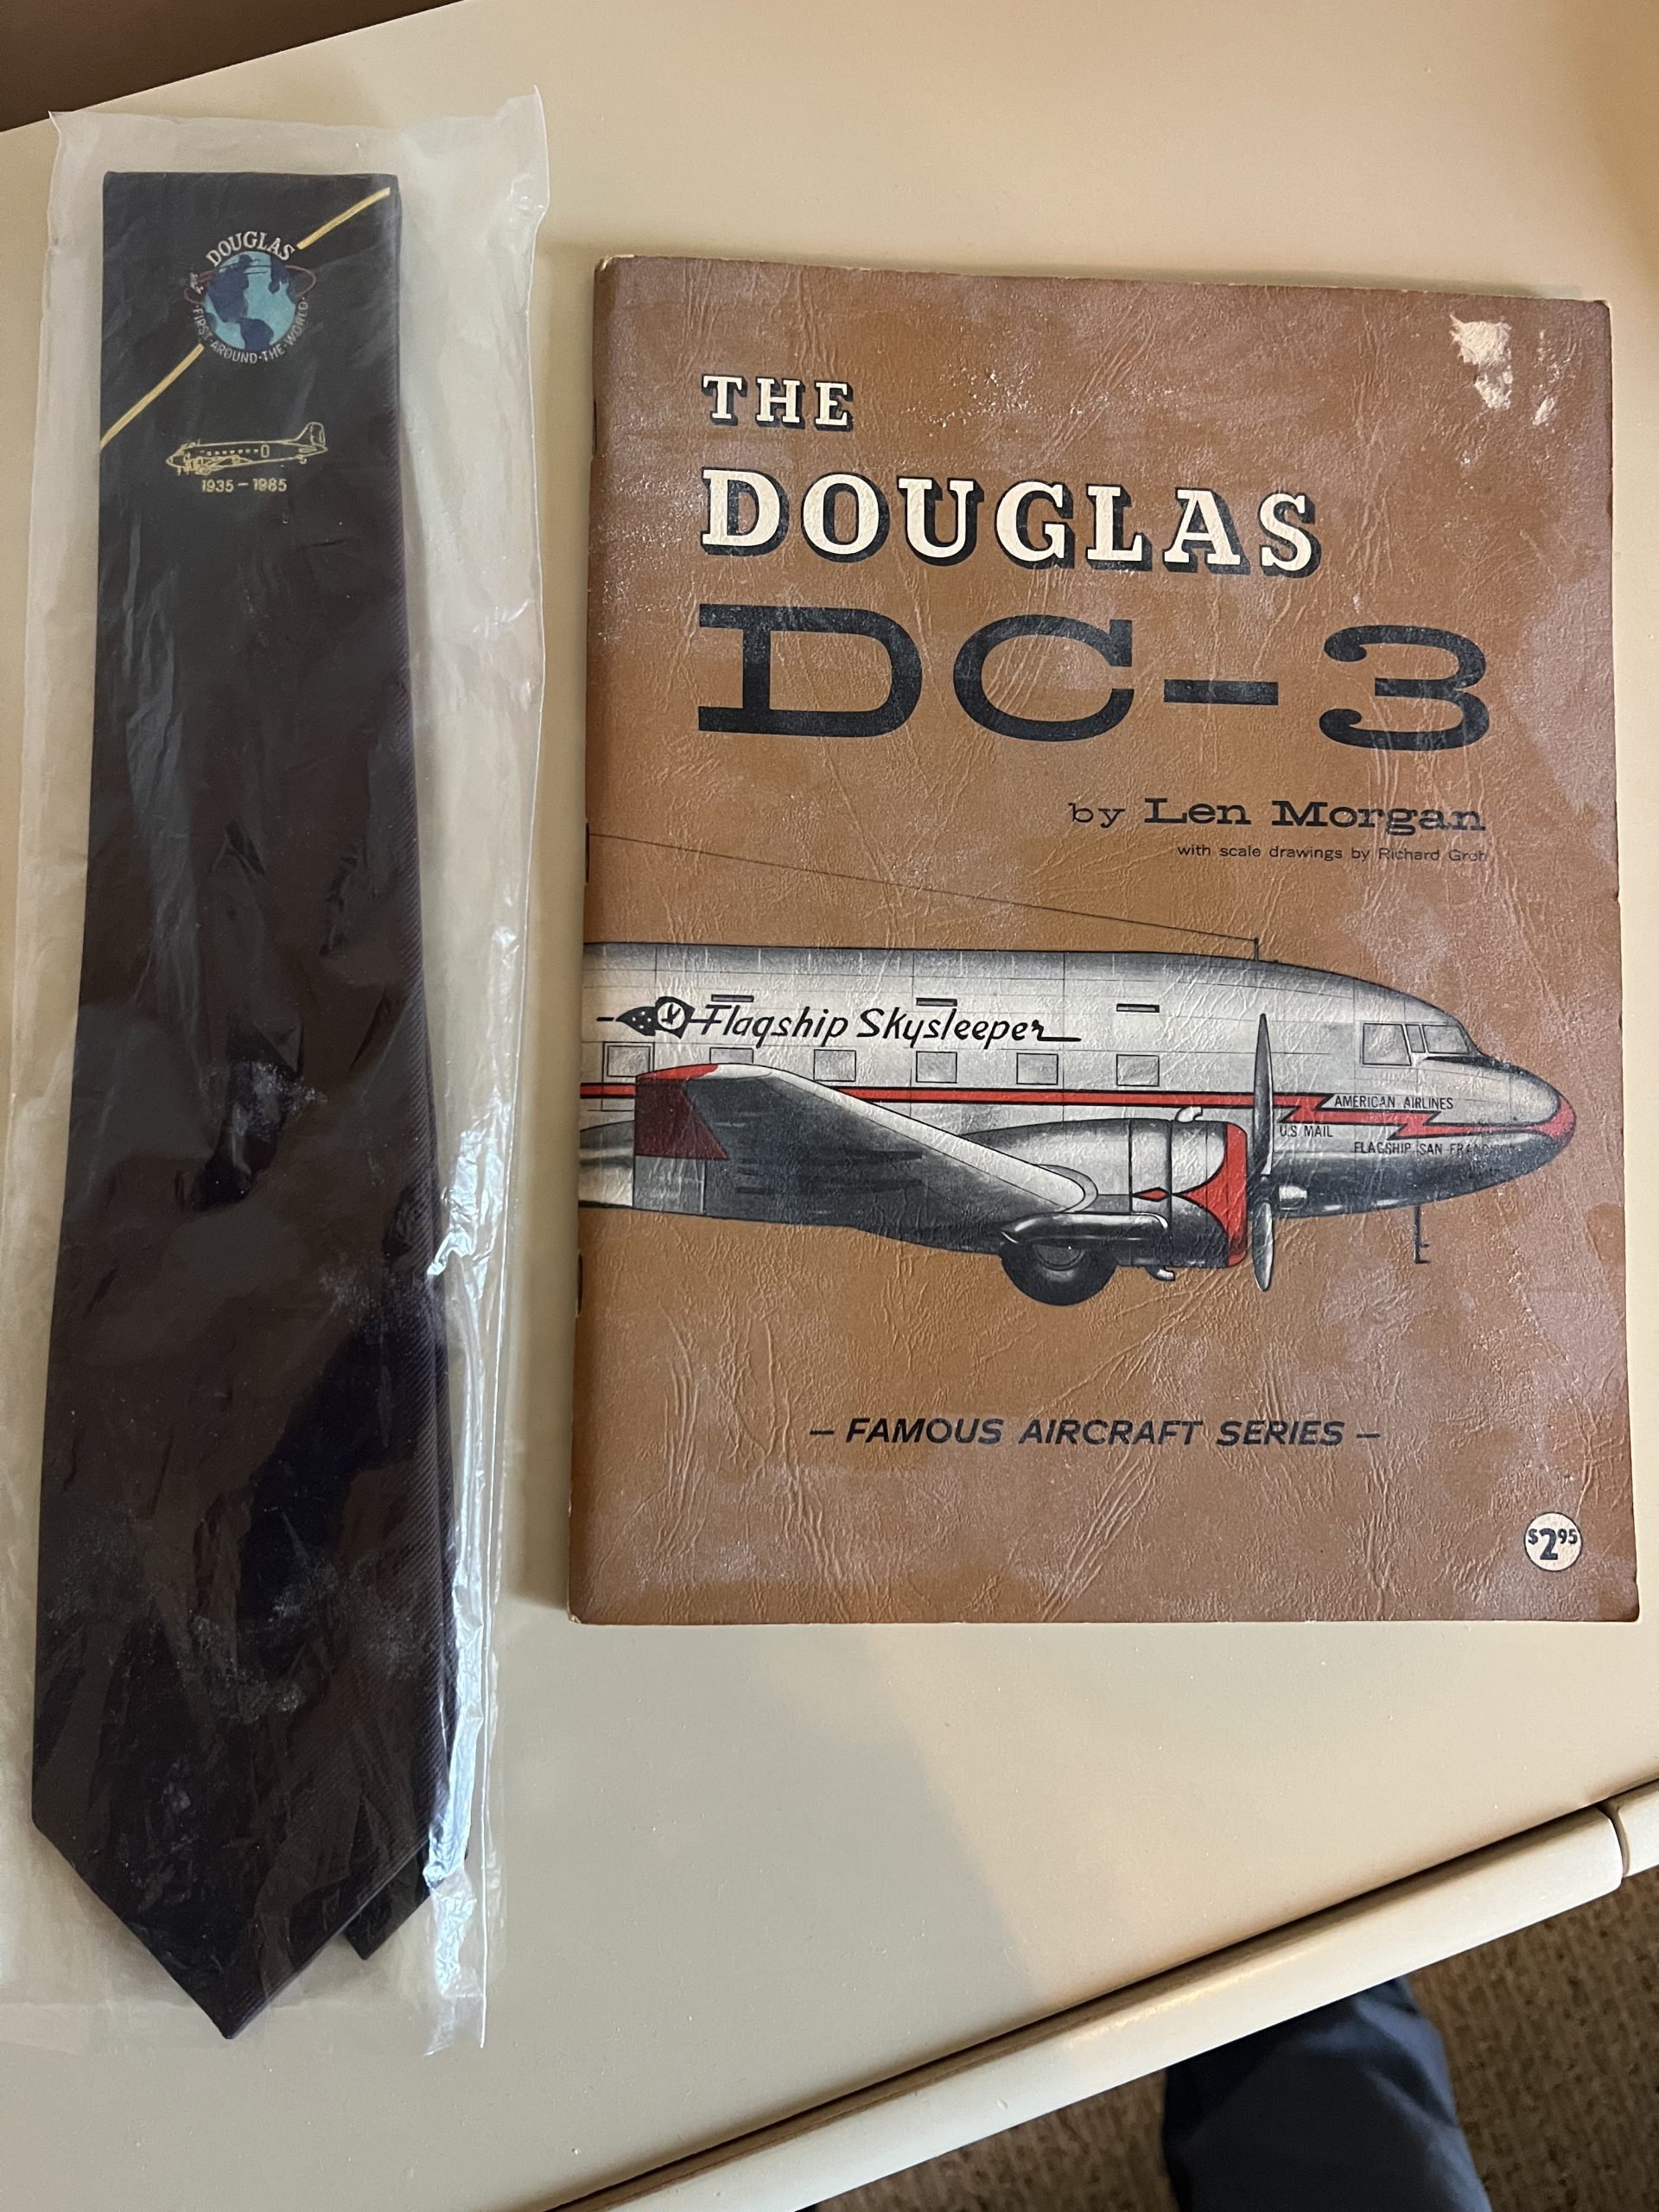 DOUGLAS
FIRST·AROUND·THE·WORLD
1935 - 1985
THE
DOUGLAS
DC-3
by Len Morgan
with scale drawings by Richard Groh
Flagship Skysleeper
AMERICAN AIRLINES
U.S MAIL
FLAGSHIP SAN FRANCISCO
- FAMOUS AIRCRAFT SERIES -
$2.95